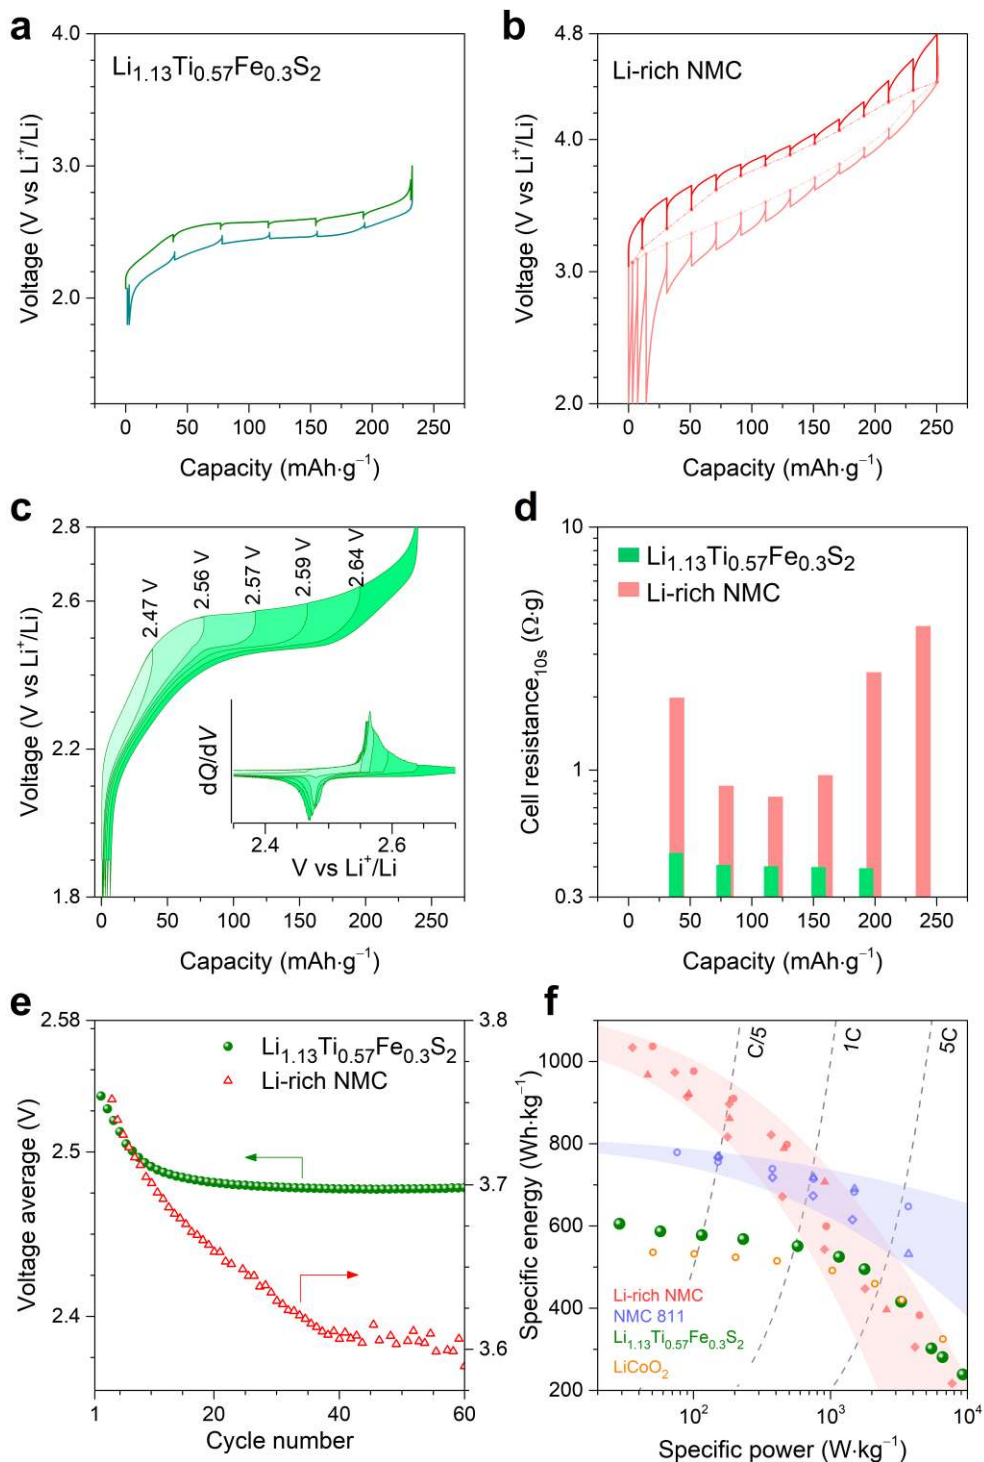 a
4.0
Li1.13Ti0.57Fe0.3S2
3.0
2.0
Voltage (V vs Li+/Li)
0 50 100 150 200 250
Capacity (mAh·g−1)
b
4.8
Li-rich NMC
4.0
3.0
2.0
Voltage (V vs Li+/Li)
0 50 100 150 200 250
Capacity (mAh·g−1)
c
2.8
2.6
2.2
1.8
Voltage (V vs Li+/Li)
2.47 V
2.56 V
2.57 V
2.59 V
2.64 V
dQ/dV
2.4 2.6
V vs Li+/Li
0 50 100 150 200 250
Capacity (mAh·g−1)
d
10
1
0.3
Cell resistance10s (Ω·g)
Li1.13Ti0.57Fe0.3S2
Li-rich NMC
0 50 100 150 200 250
Capacity (mAh·g−1)
e
2.58
2.5
2.4
Voltage average (V)
Li1.13Ti0.57Fe0.3S2
Li-rich NMC
3.8
3.7
3.6
1 20 40 60
Cycle number
f
1000
800
600
400
200
Specific energy (Wh·kg−1)
C/5
1C
5C
Li-rich NMC
NMC 811
Li1.13Ti0.57Fe0.3S2
LiCoO2
10^2 10^3 10^4
Specific power (W·kg−1)